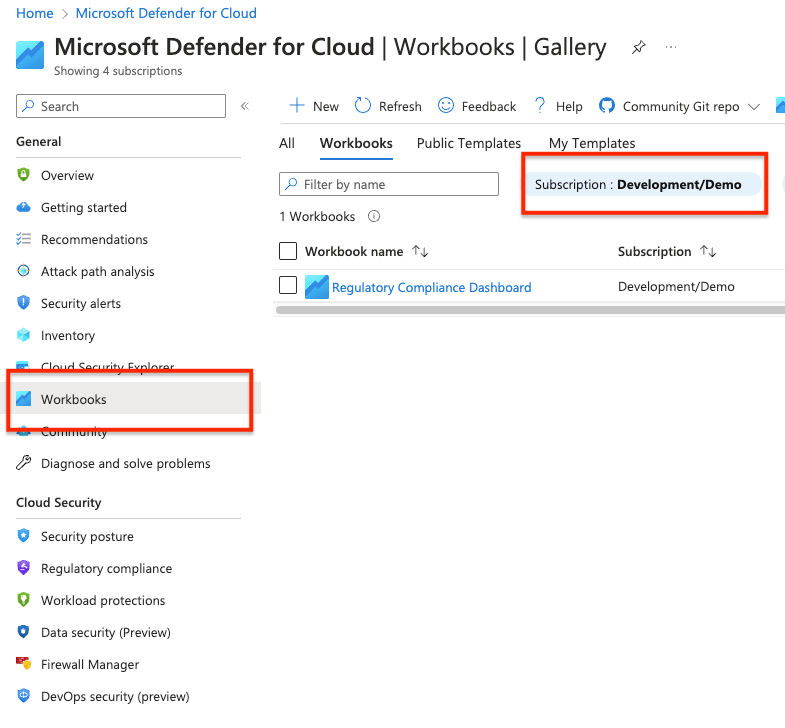 Home > Microsoft Defender for Cloud
Microsoft Defender for Cloud | Workbooks | Gallery
Showing 4 subscriptions
Search
General
Overview
Getting started
Recommendations
Attack path analysis
Security alerts
Inventory
Cloud Security Explorer
Workbooks
Community
Diagnose and solve problems
Cloud Security
Security posture
Regulatory compliance
Workload protections
Data security (Preview)
Firewall Manager
DevOps security (preview)
New Refresh Feedback Help Community Git repo
All Workbooks Public Templates My Templates
Filter by name
Subscription : Development/Demo
1 Workbooks
Workbook name Subscription
Regulatory Compliance Dashboard Development/Demo